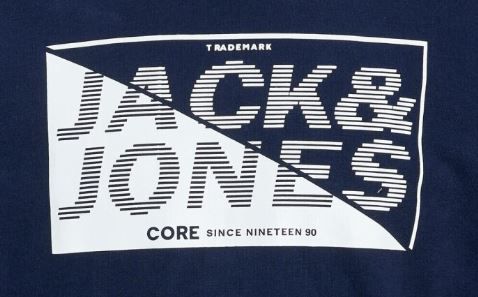 TRADEMARK
JACK&
JONES
CORE SINCE NINETEEN 90